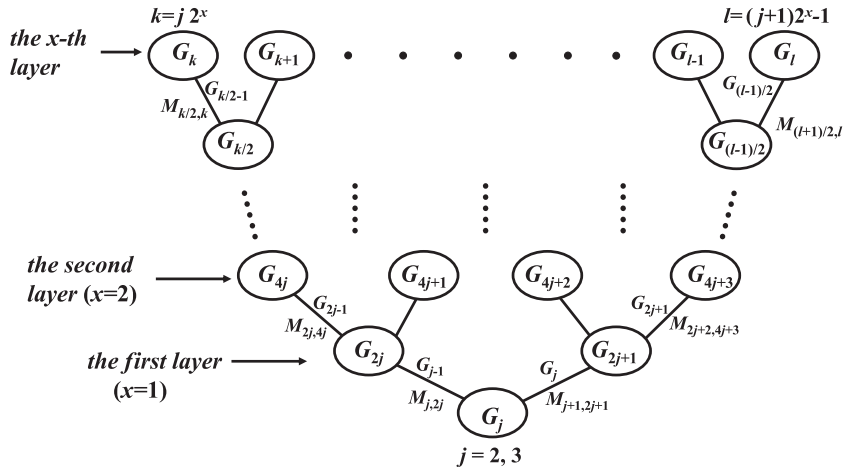 k=j 2ˣ
l=(j+1)2ˣ-1
the x-th
layer
G_k
G_{k+1}
G_{l-1}
G_l
G_{k/2-1}
G_{(l-1)/2}
M_{k/2,k}
M_{(l+1)/2,l}
G_{k/2}
G_{(l-1)/2}
the second
layer (x=2)
G_{4j}
G_{4j+1}
G_{4j+2}
G_{4j+3}
G_{2j-1}
G_{2j+1}
M_{2j,4j}
M_{2j+2,4j+3}
the first layer
(x=1)
G_{2j}
G_{2j+1}
G_{j-1}
G_j
M_{j,2j}
M_{j+1,2j+1}
G_j
j = 2, 3